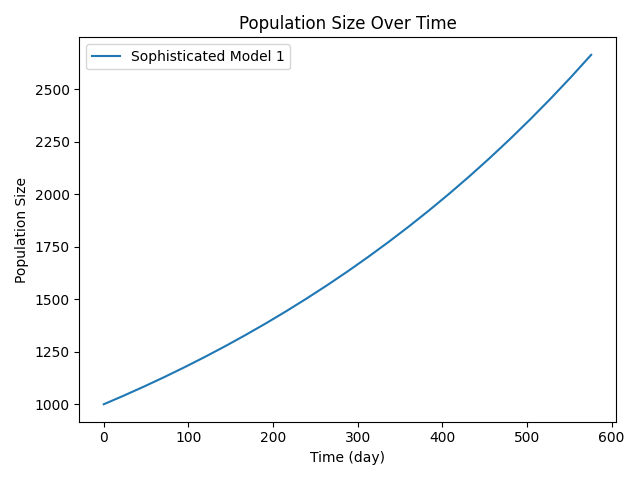 Population Size Over Time
Sophisticated Model 1
Population Size
2500
2250
2000
1750
1500
1250
1000
0 100 200 300 400 500 600
Time (day)